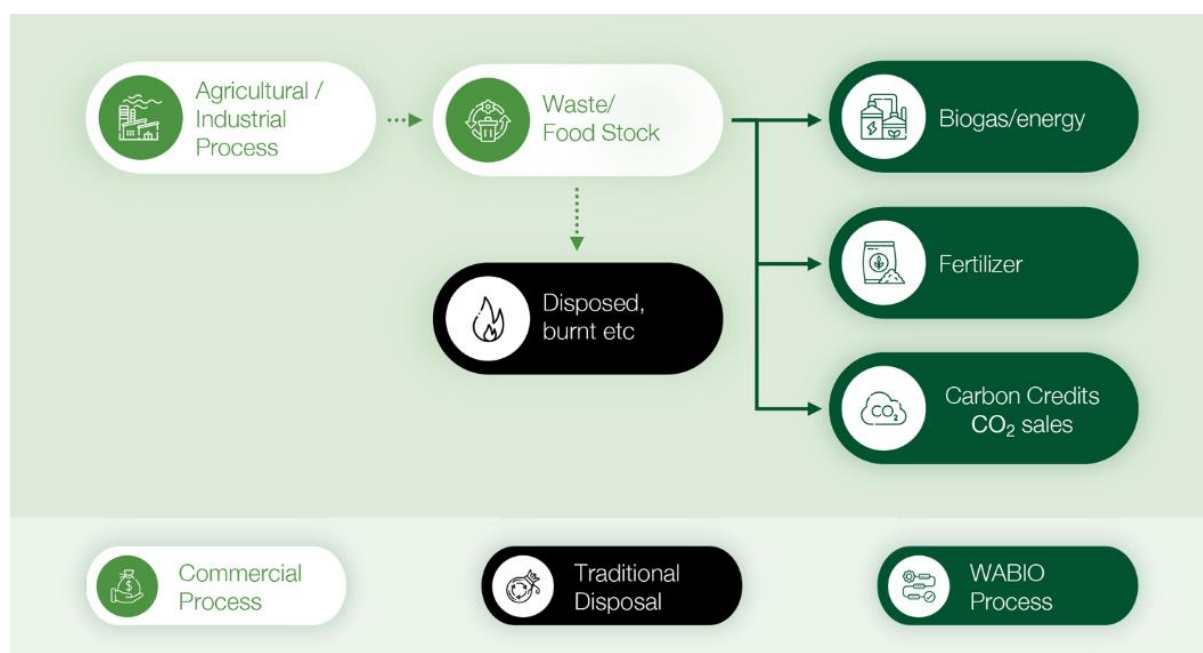 Agricultural /
Industrial
Process
Waste/
Food Stock
Biogas/energy
Disposed,
burnt etc
Fertilizer
CO₂
Carbon Credits
CO₂ sales
Commercial
Process
Traditional
Disposal
WABIO
Process
$